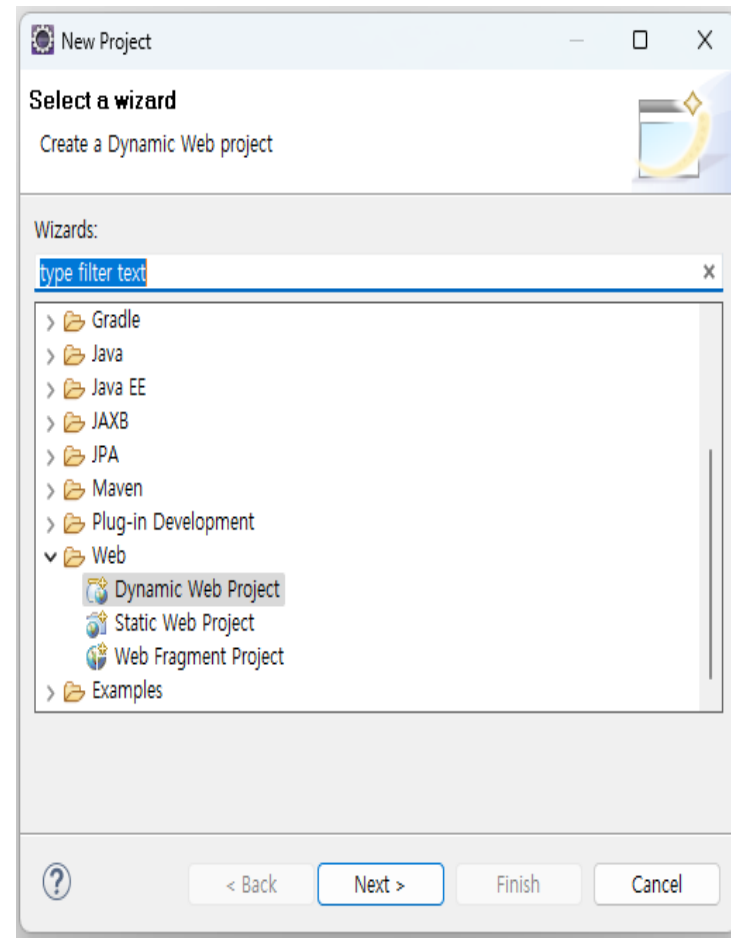 New Project
Select a wizard
Create a Dynamic Web project
Wizards:
type filter text
Gradle
Java
Java EE
JAXB
JPA
Maven
Plug-in Development
Web
Dynamic Web Project
Static Web Project
Web Fragment Project
Examples
?
< Back Next > Finish Cancel